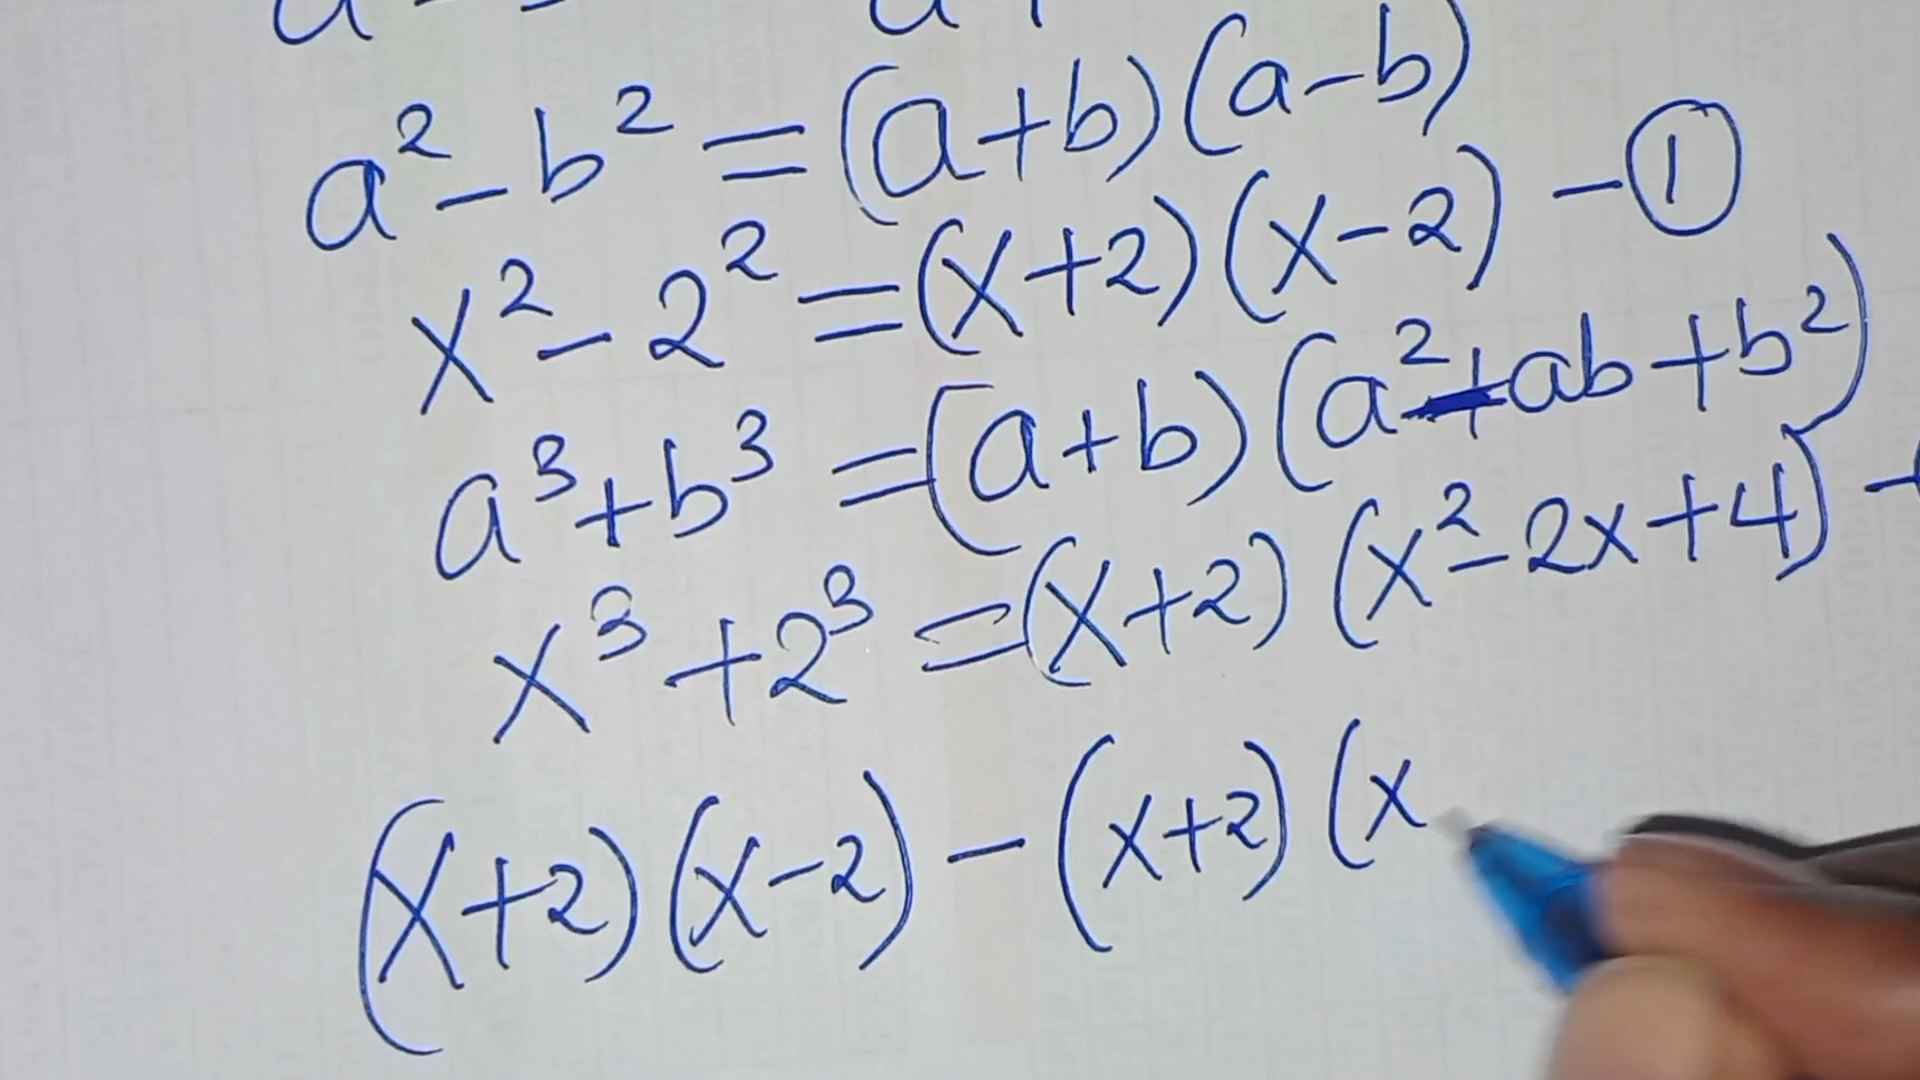 a² - b² = (a+b)(a-b)
x² - 2² = (x+2)(x-2) - ①
a³ + b³ = (a+b)(a² - ab + b²)
x³ + 2³ = (x+2)(x² - 2x + 4) -
(x+2)(x-2) - (x+2)(x